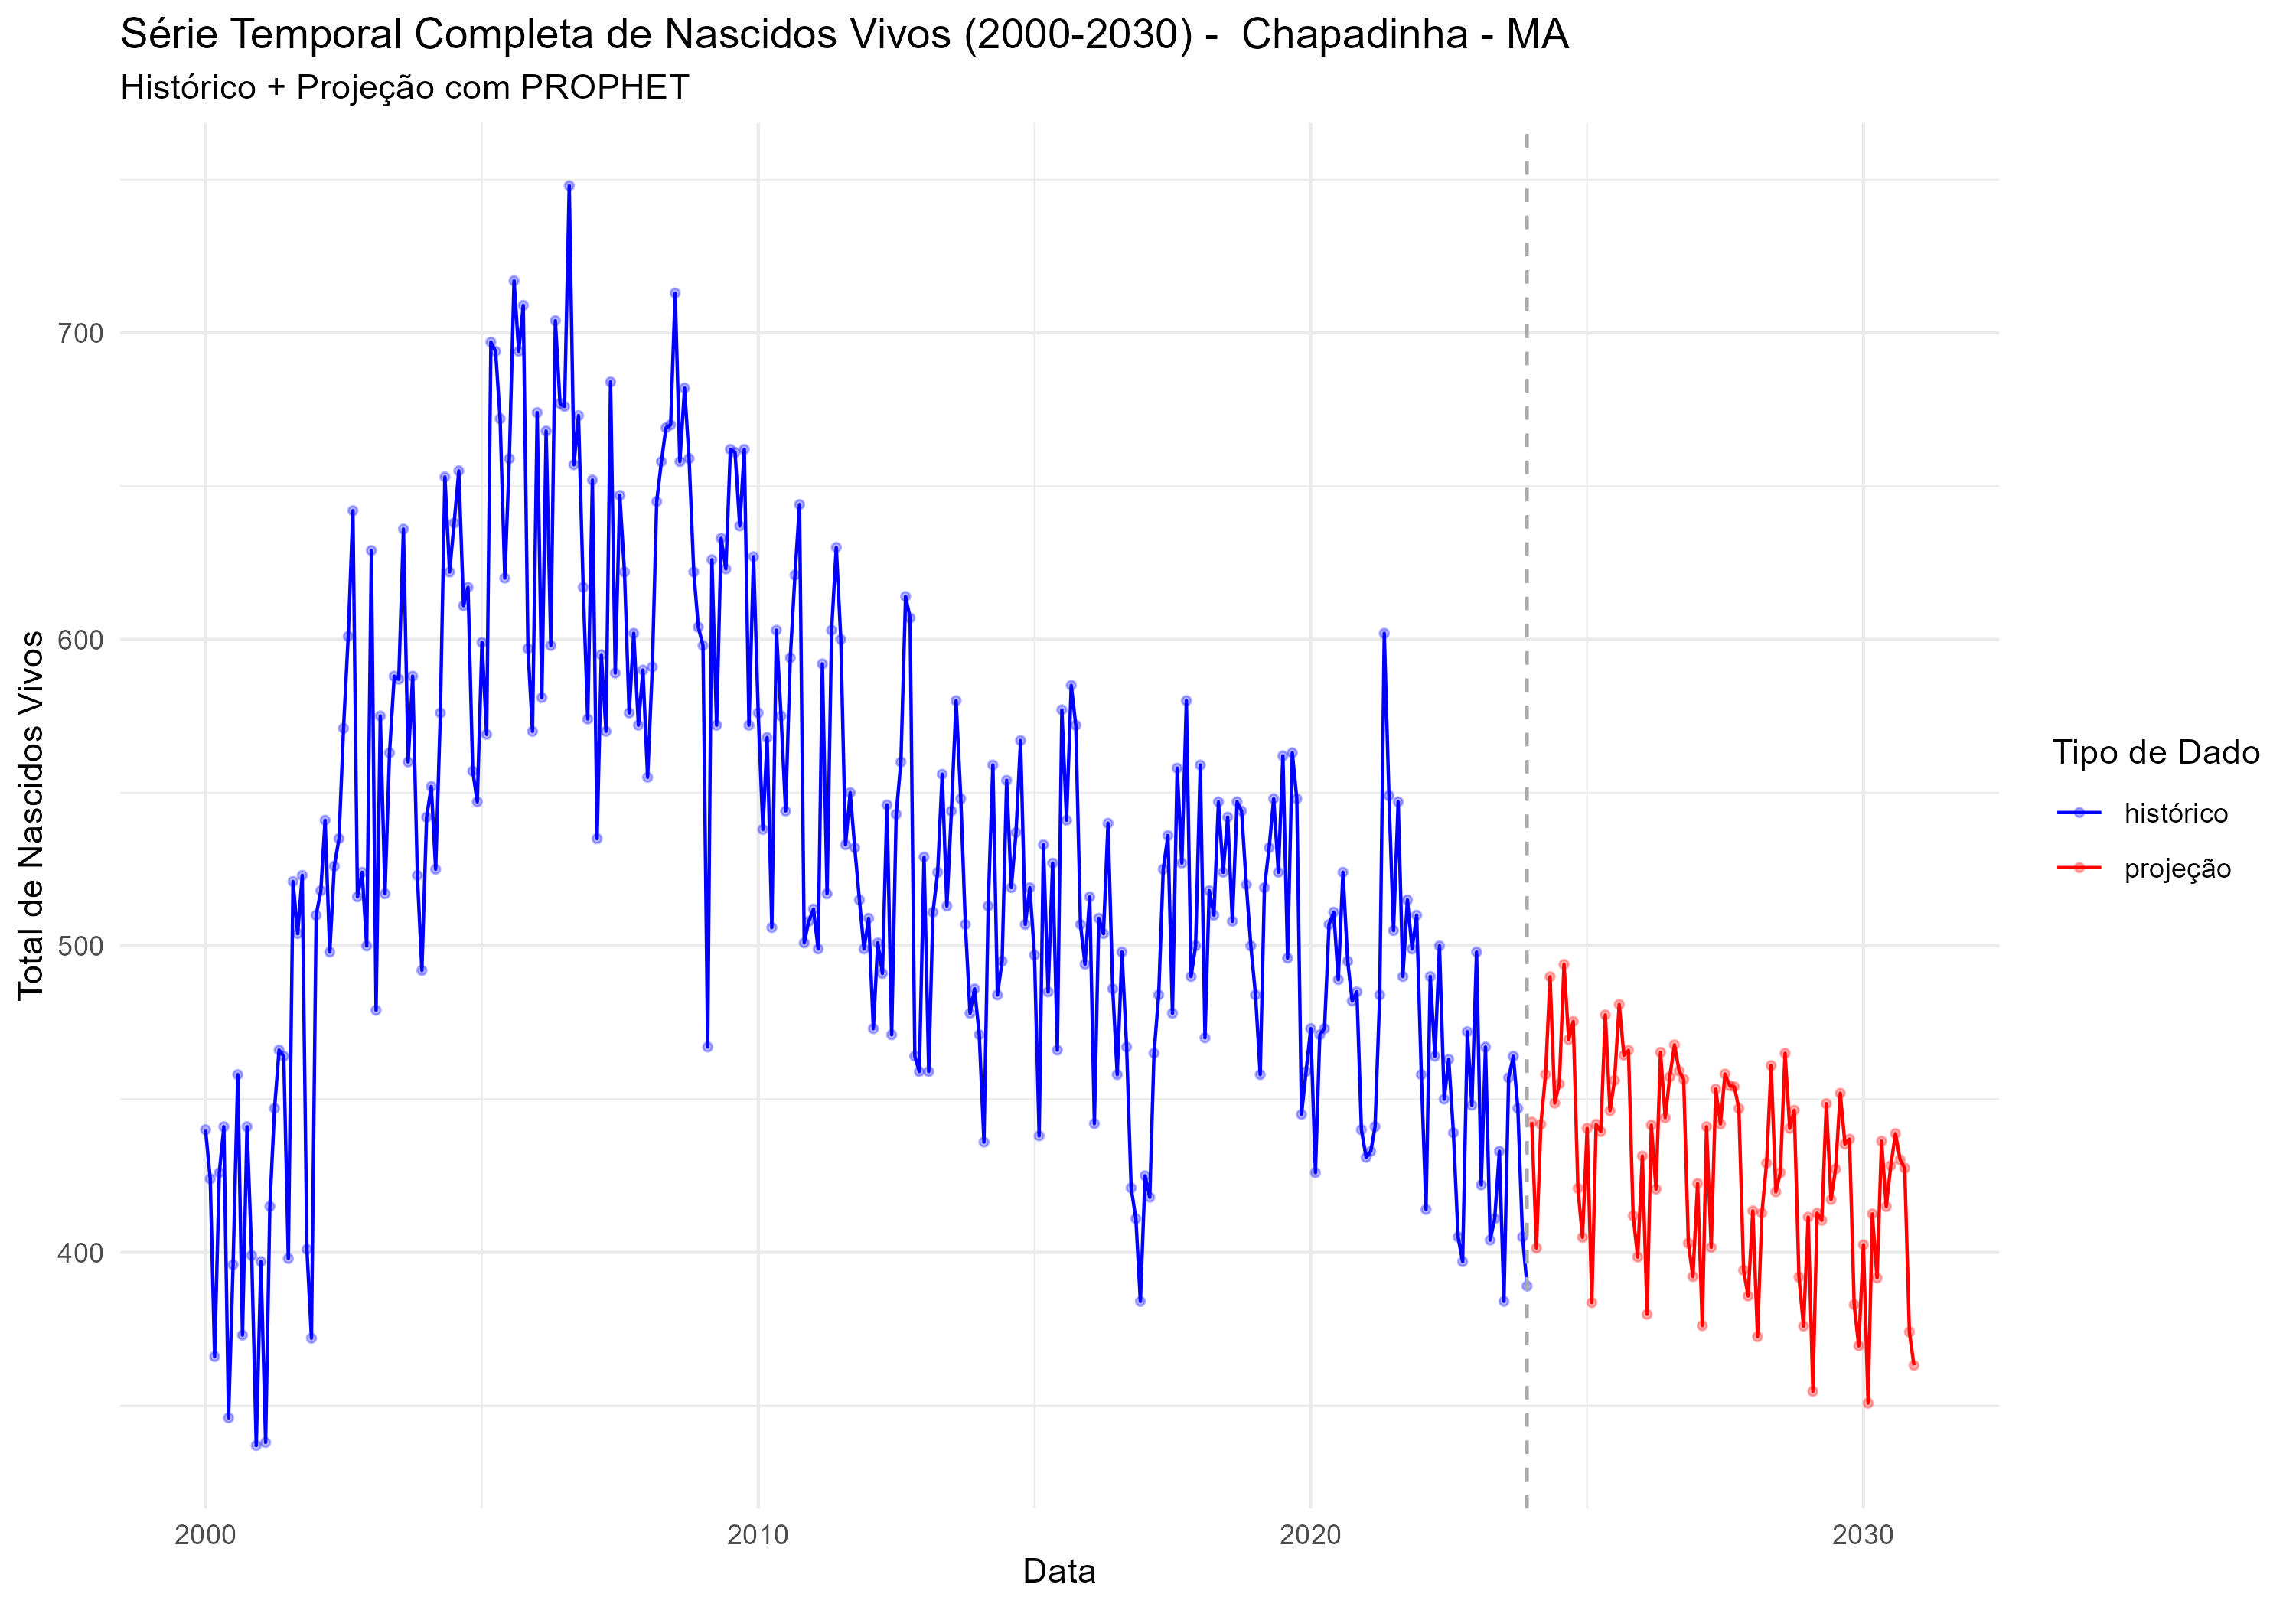 Série Temporal Completa de Nascidos Vivos (2000-2030) -  Chapadinha - MA
Histórico + Projeção com PROPHET
Total de Nascidos Vivos
700
600
500
400
2000
2010
2020
2030
Data
Tipo de Dado
histórico
projeção